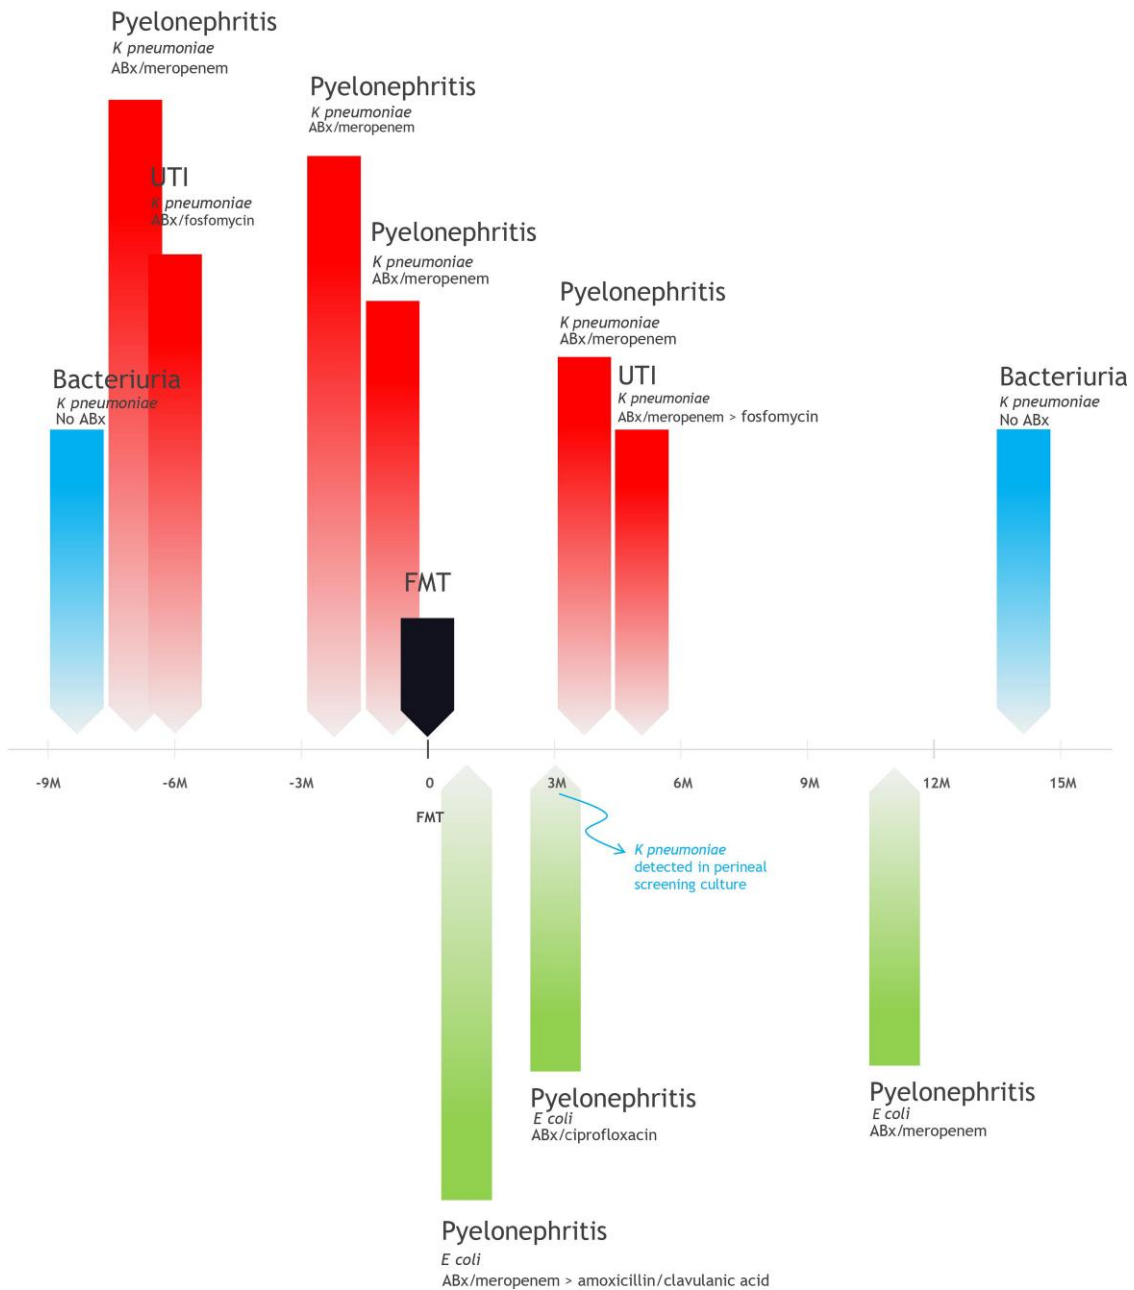 Pyelonephritis
K pneumoniae
ABx/meropenem
UTI
K pneumoniae
ABx/fosfomycin
Bacteriuria
K pneumoniae
No ABx
Pyelonephritis
K pneumoniae
ABx/meropenem
Pyelonephritis
K pneumoniae
ABx/meropenem
FMT
Pyelonephritis
K pneumoniae
ABx/meropenem
UTI
K pneumoniae
ABx/meropenem > fosfomycin
Bacteriuria
K pneumoniae
No ABx
-9M -6M -3M 0 3M 6M 9M 12M 15M
FMT
K pneumoniae
detected in perineal
screening culture
Pyelonephritis
E coli
ABx/ciprofloxacin
Pyelonephritis
E coli
ABx/meropenem
Pyelonephritis
E coli
ABx/meropenem > amoxicillin/clavulanic acid